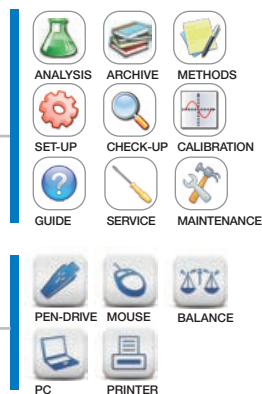 ANALYSIS ARCHIVE METHODS
SET-UP CHECK-UP CALIBRATION
?
GUIDE SERVICE MAINTENANCE
PEN-DRIVE MOUSE BALANCE
PC PRINTER